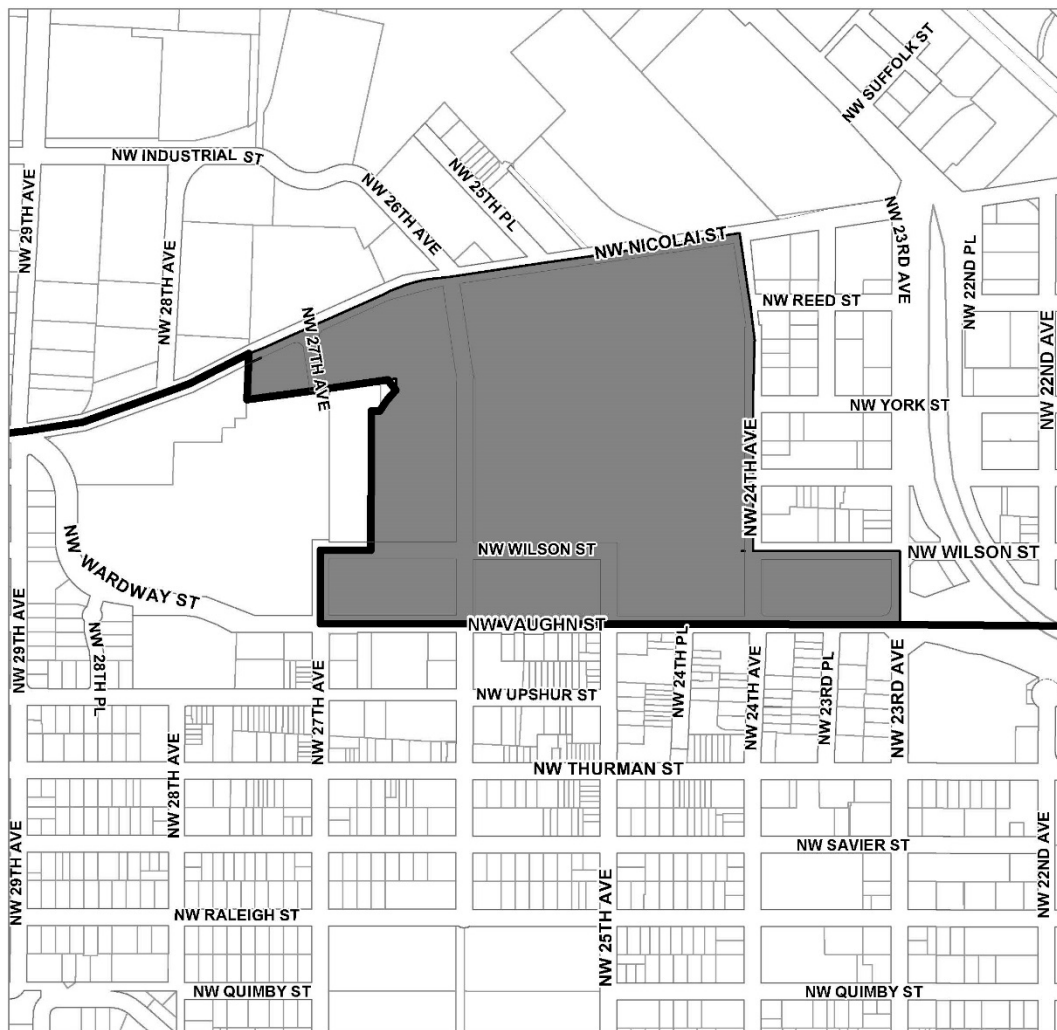 NW SUFFOLK ST
NW INDUSTRIAL ST
NW 25TH PL
NW 26TH AVE
NW 29TH AVE
NW 28TH AVE
NW NICOLAI ST
NW 23RD AVE
NW 22ND PL
NW REED ST
NW 27TH AVE
NW 22ND AVE
NW YORK ST
NW 24TH AVE
NW WILSON ST
NW WILSON ST
NW WARDWAY ST
NW VAUGHN ST
NW 29TH AVE
NW 28TH PL
NW 27TH AVE
NW UPSHUR ST
NW 24TH PL
NW 24TH AVE
NW 23RD PL
NW 23RD AVE
NW THURMAN ST
NW 28TH AVE
NW SAVIER ST
NW 29TH AVE
NW 22ND AVE
NW RALEIGH ST
NW 25TH AVE
NW QUIMBY ST
NW QUIMBY ST